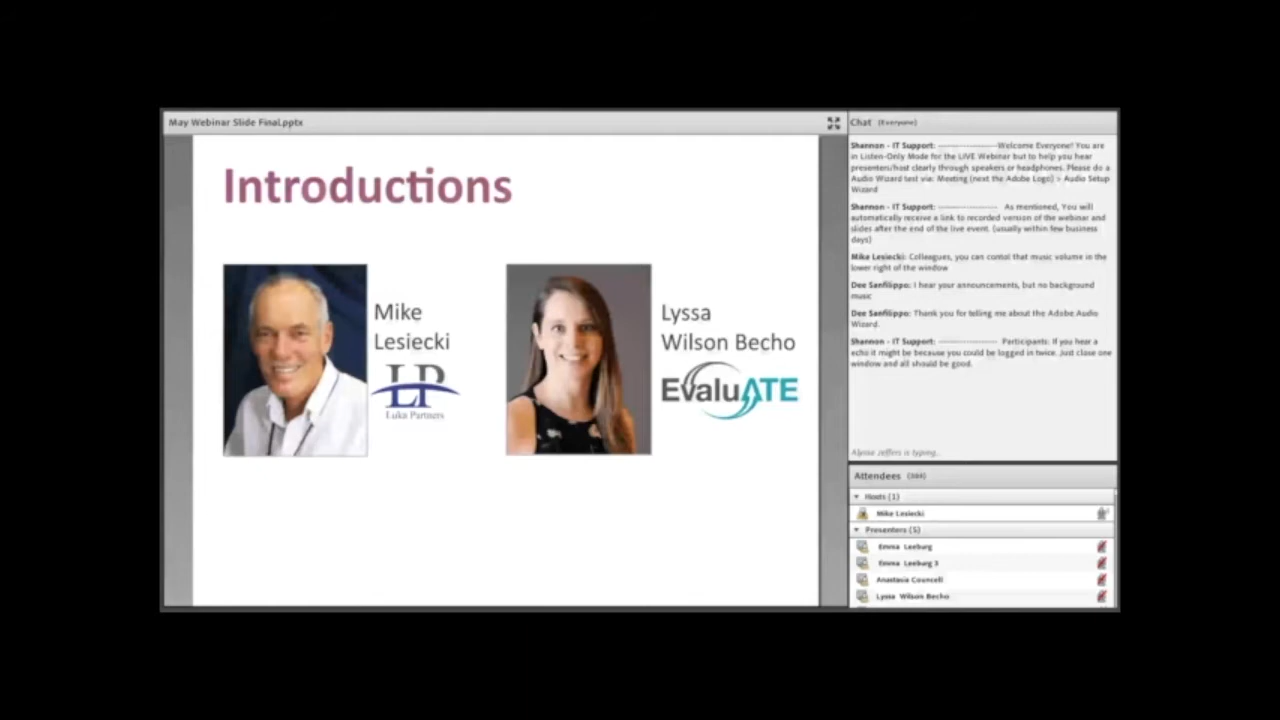 May Webinar Slide Final.pptx
Introductions
Mike
Lesiecki
LP
Luka Partners
Lyssa
Wilson Becho
EvaluATE
Chat (Everyone)
Shannon - IT Support: ------------------Welcome Everyone! You are
in Listen-Only Mode for the LIVE Webinar but to help you hear
presenters/host clearly through speakers or headphones. Please do a
Audio Wizard test via: Meeting (next the Adobe Logo) > Audio Setup
Wizard
Shannon - IT Support: ------------------ As mentioned, You will
automatically receive a link to recorded version of the webinar and
slides after the end of the live event. (usually within few business
days)
Mike Lesiecki: Colleagues, you can contol that music volume in the
lower right of the window
Dee Sanfilippo: I hear your announcements, but no background
music
Dee Sanfilippo: Thank you for telling me about the Adobe Audio
Wizard.
Shannon - IT Support: ------------------ Participants: If you hear a
echo it might be because you could be logged in twice. Just close one
window and all should be good.
is typing..
Attendees
Hosts (1)
Mike Lesiecki
Presenters (5)
Emma Leeburg
Emma Leeburg 3
Anastasia Councell
Lyssa Wilson Becho